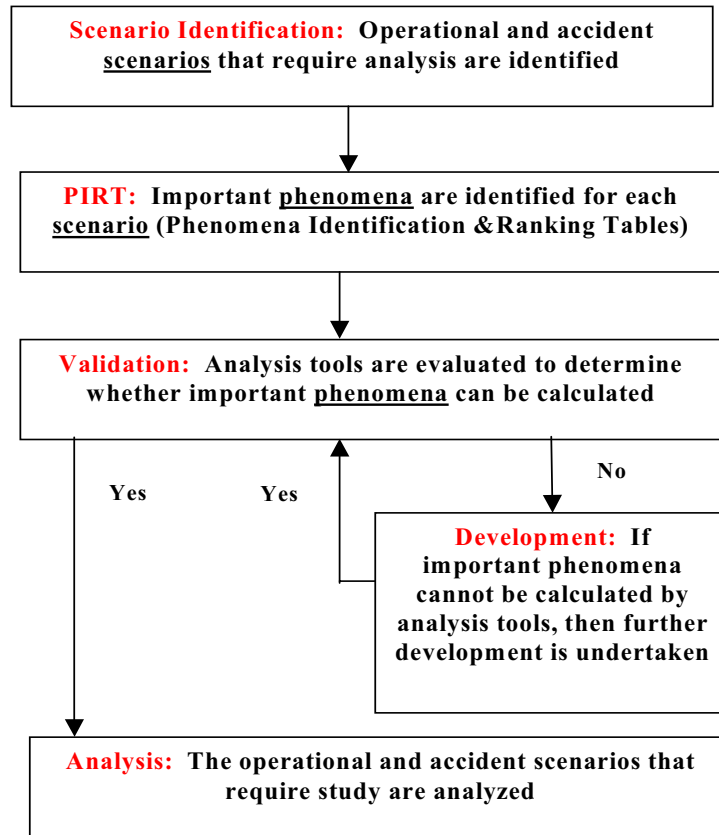 Scenario Identification: Operational and accident
scenarios that require analysis are identified
PIRT: Important phenomena are identified for each
scenario (Phenomena Identification &Ranking Tables)
Validation: Analysis tools are evaluated to determine
whether important phenomena can be calculated
Yes
Yes
No
Development: If
important phenomena
cannot be calculated by
analysis tools, then further
development is undertaken
Analysis: The operational and accident scenarios that
require study are analyzed